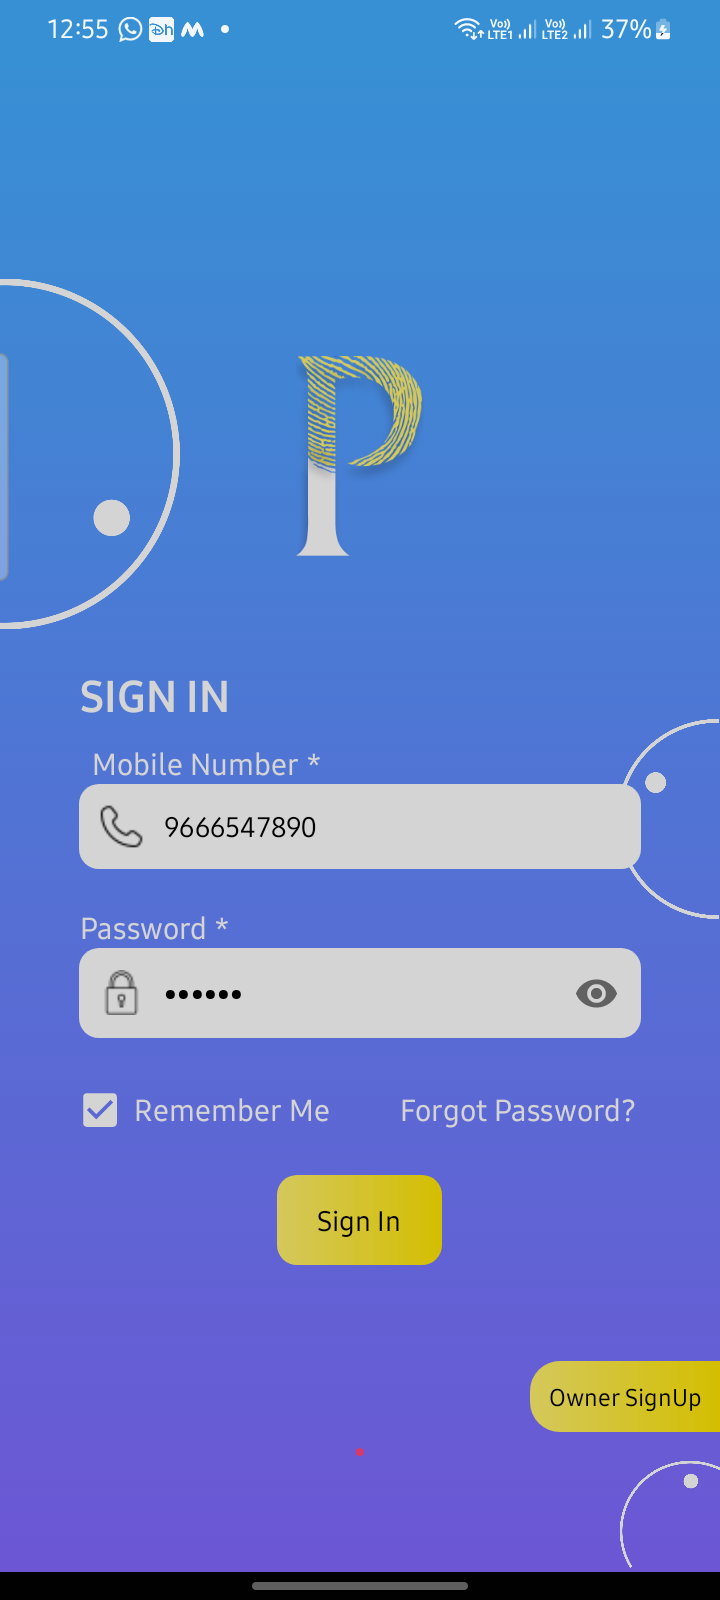 12:55 Dh Vo)) LTE1 Vo)) LTE2 37%
P
SIGN IN
Mobile Number *
9666547890
Password *
••••••
Remember Me Forgot Password?
Sign In
Owner SignUp